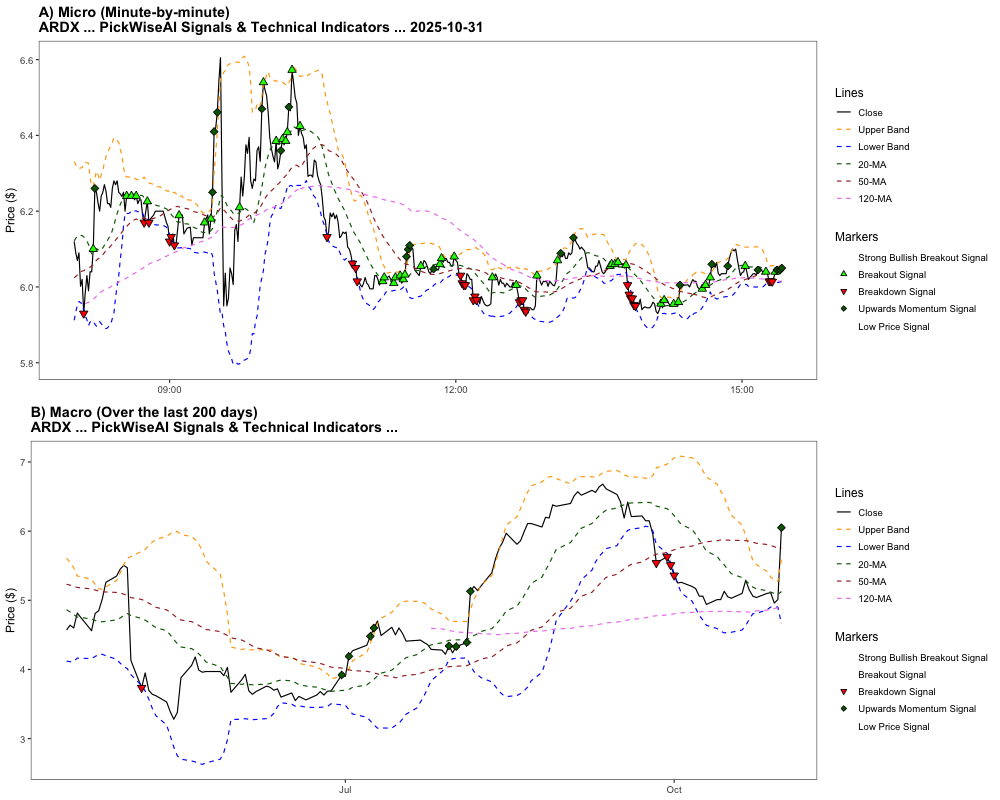 A) Micro (Minute-by-minute)
ARDX ... PickWiseAI Signals & Technical Indicators ... 2025-10-31
Price ($)
6.6
6.4
6.2
6.0
5.8
09:00
12:00
15:00
Lines
Close
Upper Band
Lower Band
20-MA
50-MA
120-MA
Markers
Strong Bullish Breakout Signal
Breakout Signal
Breakdown Signal
Upwards Momentum Signal
Low Price Signal
B) Macro (Over the last 200 days)
ARDX ... PickWiseAI Signals & Technical Indicators ...
Price ($)
7
6
5
4
3
Jul
Oct
Lines
Close
Upper Band
Lower Band
20-MA
50-MA
120-MA
Markers
Strong Bullish Breakout Signal
Breakout Signal
Breakdown Signal
Upwards Momentum Signal
Low Price Signal